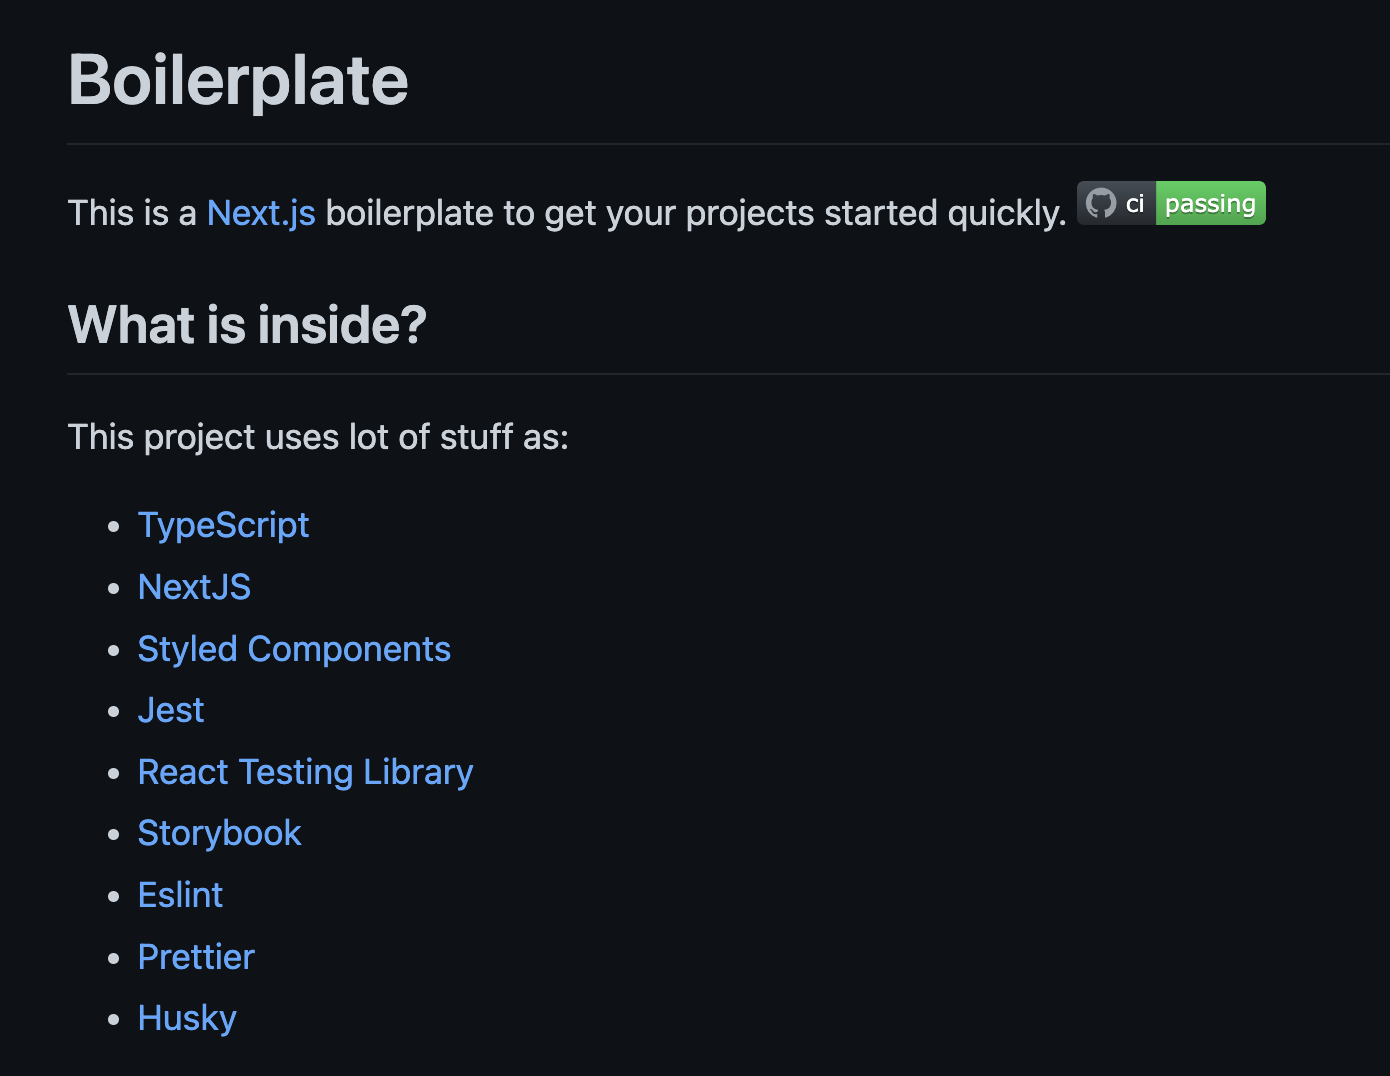 Boilerplate
This is a Next.js boilerplate to get your projects started quickly. ci passing
What is inside?
This project uses lot of stuff as:
• TypeScript
• NextJS
• Styled Components
• Jest
• React Testing Library
• Storybook
• Eslint
• Prettier
• Husky